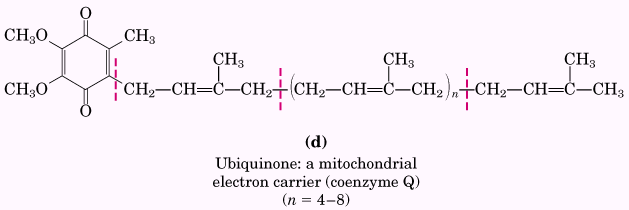 O
CH₃O
CH₃
CH₃
CH₃
CH₃
CH₃O
CH₂—CH=C—CH₂—(CH₂—CH=C—CH₂)ₙ—CH₂—CH=C—CH₃
O
(d)
Ubiquinone: a mitochondrial
electron carrier (coenzyme Q)
(n = 4–8)